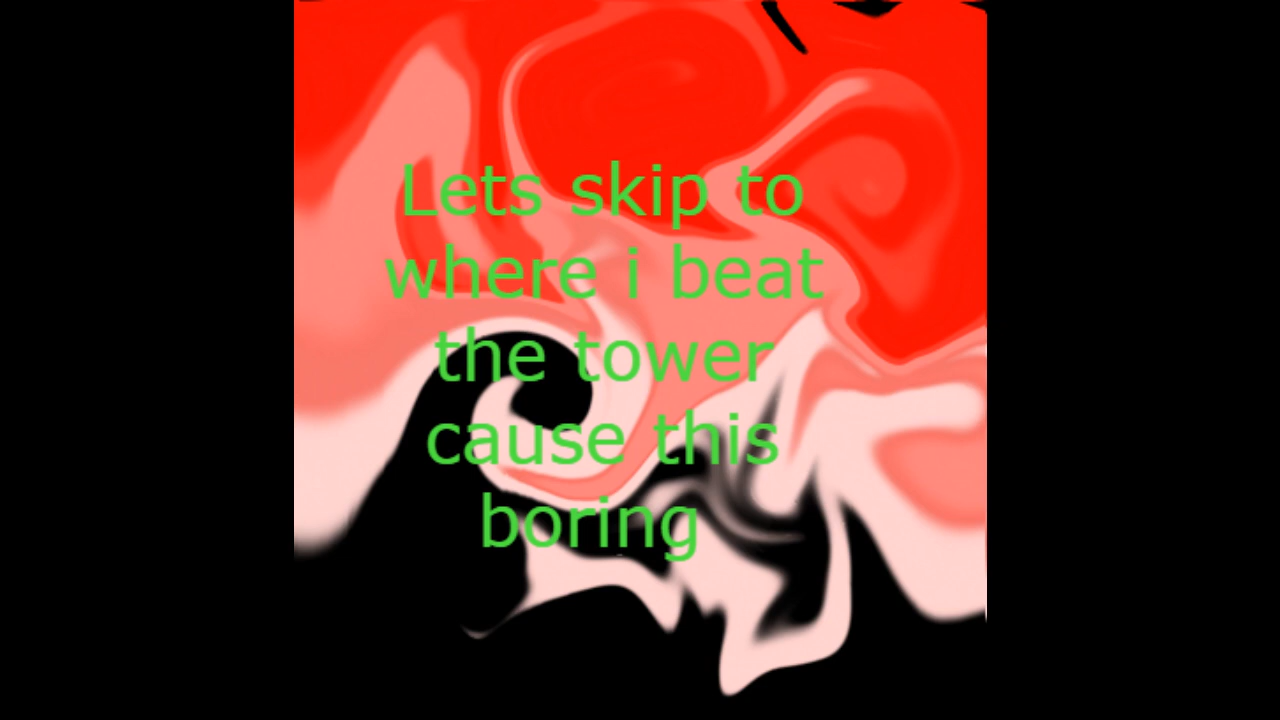 Lets skip to
where i beat
the tower
cause this
boring